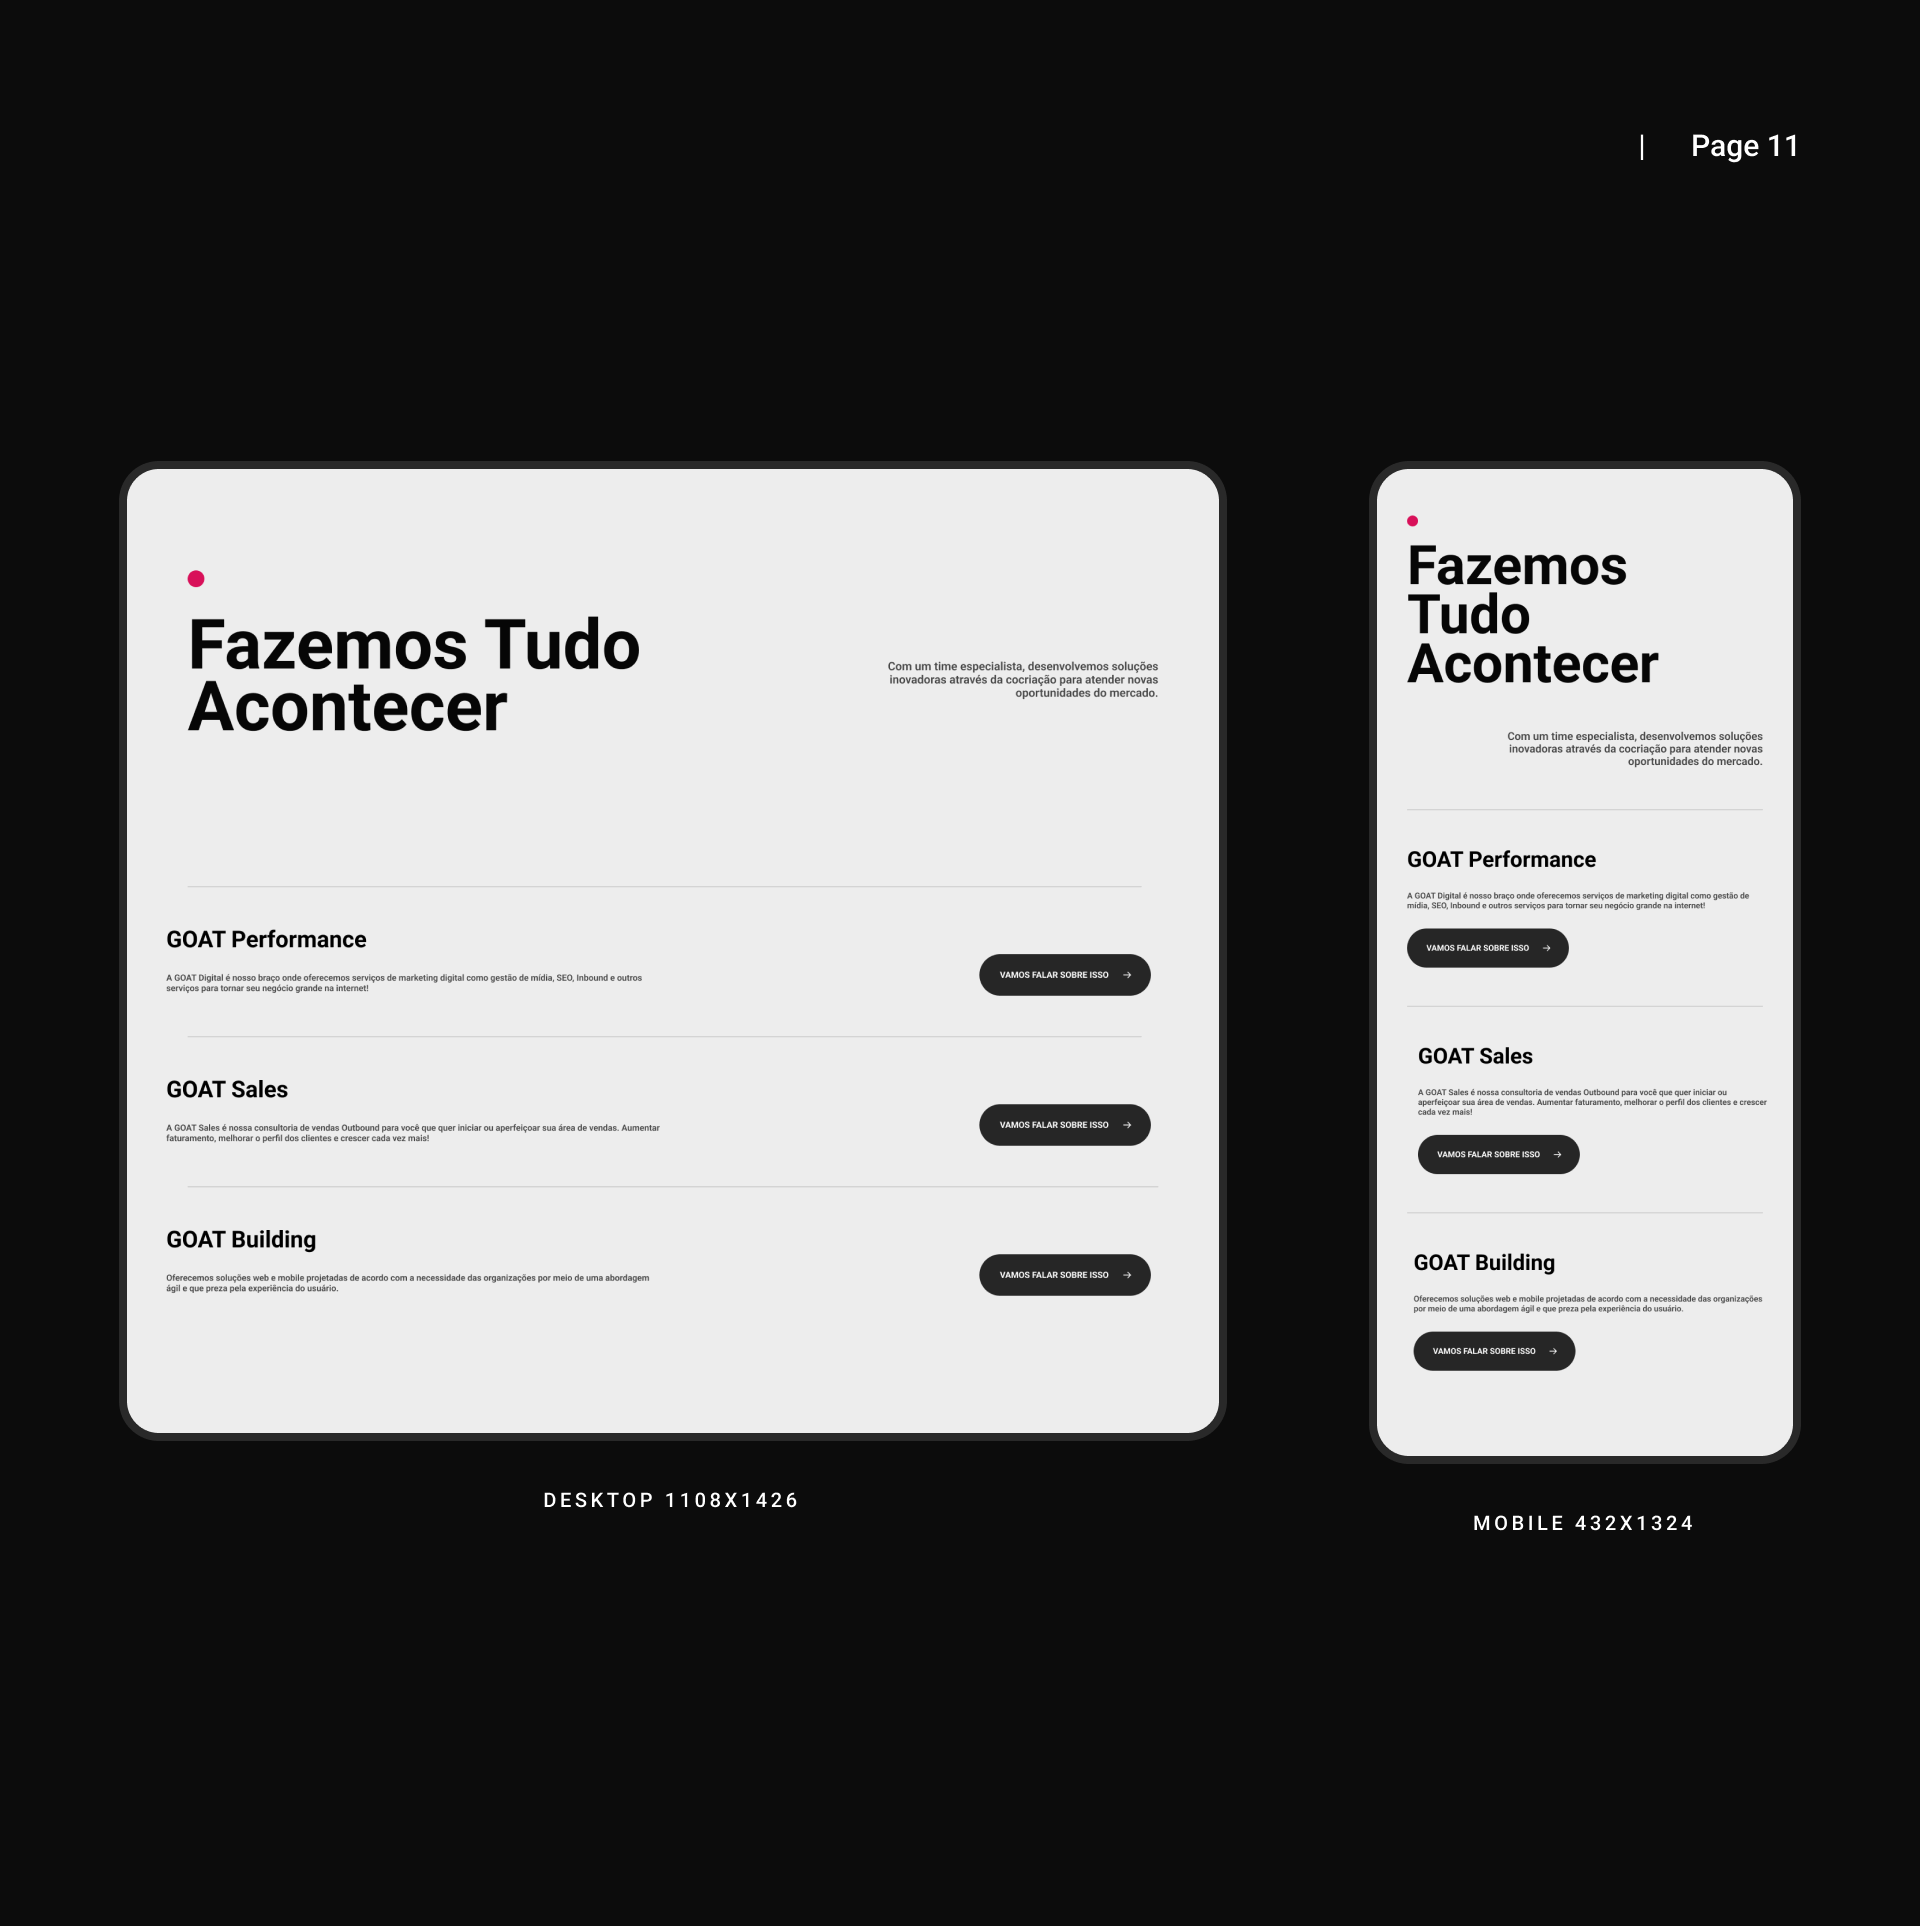 | Page 11
Fazemos Tudo
Acontecer
Com um time especialista, desenvolvemos soluções
inovadoras através da cocriação para atender novas
oportunidades do mercado.
GOAT Performance
A GOAT Digital é nosso braço onde oferecemos serviços de marketing digital como gestão de mídia, SEO, Inbound e outros
serviços para tornar seu negócio grande na internet!
VAMOS FALAR SOBRE ISSO →
GOAT Sales
A GOAT Sales é nossa consultoria de vendas Outbound para você que quer iniciar ou aperfeiçoar sua área de vendas. Aumentar
faturamento, melhorar o perfil dos clientes e crescer cada vez mais!
VAMOS FALAR SOBRE ISSO →
GOAT Building
Oferecemos soluções web e mobile projetadas de acordo com a necessidade das organizações por meio de uma abordagem
ágil e que preza pela experiência do usuário.
VAMOS FALAR SOBRE ISSO →
DESKTOP 1108X1426
Fazemos
Tudo
Acontecer
Com um time especialista, desenvolvemos soluções
inovadoras através da cocriação para atender novas
oportunidades do mercado.
GOAT Performance
A GOAT Digital é nosso braço onde oferecemos serviços de marketing digital como gestão de
mídia, SEO, Inbound e outros serviços para tornar seu negócio grande na internet!
VAMOS FALAR SOBRE ISSO →
GOAT Sales
A GOAT Sales é nossa consultoria de vendas Outbound para você que quer iniciar ou
aperfeiçoar sua área de vendas. Aumentar faturamento, melhorar o perfil dos clientes e crescer
cada vez mais!
VAMOS FALAR SOBRE ISSO →
GOAT Building
Oferecemos soluções web e mobile projetadas de acordo com a necessidade das organizações
por meio de uma abordagem ágil e que preza pela experiência do usuário.
VAMOS FALAR SOBRE ISSO →
MOBILE 432X1324